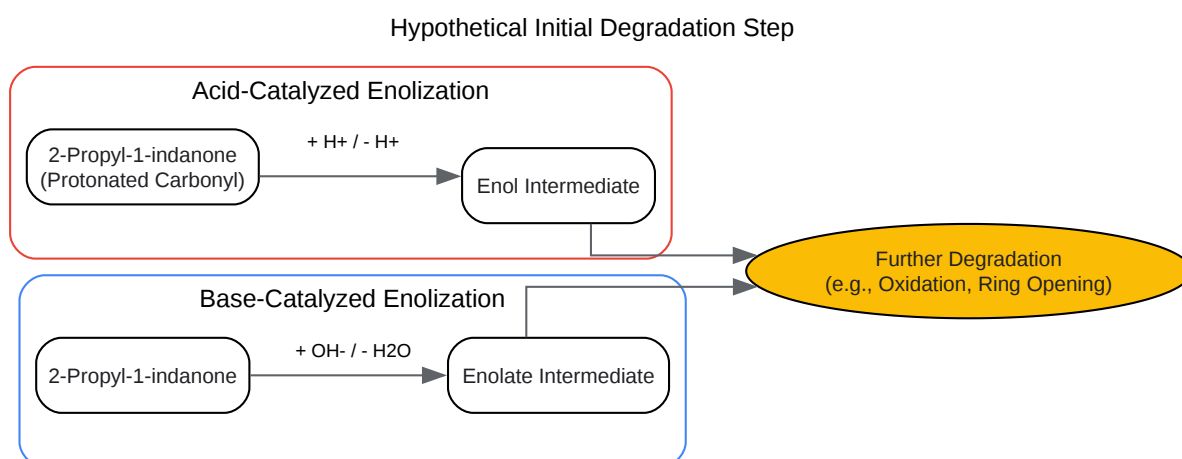 Hypothetical Initial Degradation Step
Acid-Catalyzed Enolization
2-Propyl-1-indanone
(Protonated Carbonyl)
+ H+ / - H+
Enol Intermediate
Further Degradation
(e.g., Oxidation, Ring Opening)
Base-Catalyzed Enolization
2-Propyl-1-indanone
+ OH- / - H2O
Enolate Intermediate